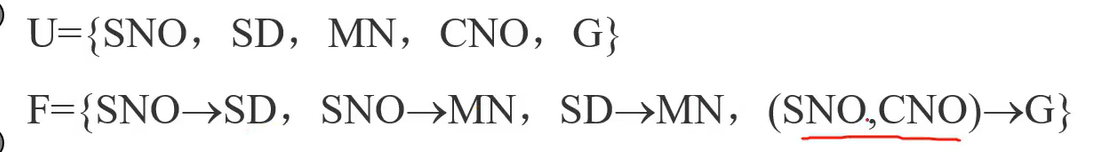 U={SNO，SD，MN，CNO，G}
F={SNO→SD，SNO→MN，SD→MN，(SNO,CNO)→G}